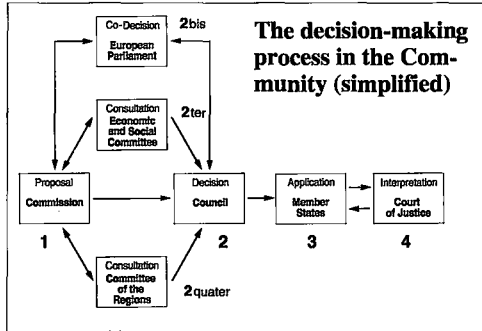 The decision-making
process in the Com-
munity (simplified)
Co-Decision
European
Parliament
2bis
Consultation
Economic
and Social
Committee
2ter
Proposal
Commission
1
Decision
Council
2
Application
Member
States
3
Interpretation
Court
of Justice
4
Consultation
Committee
of the
Regions
2quater